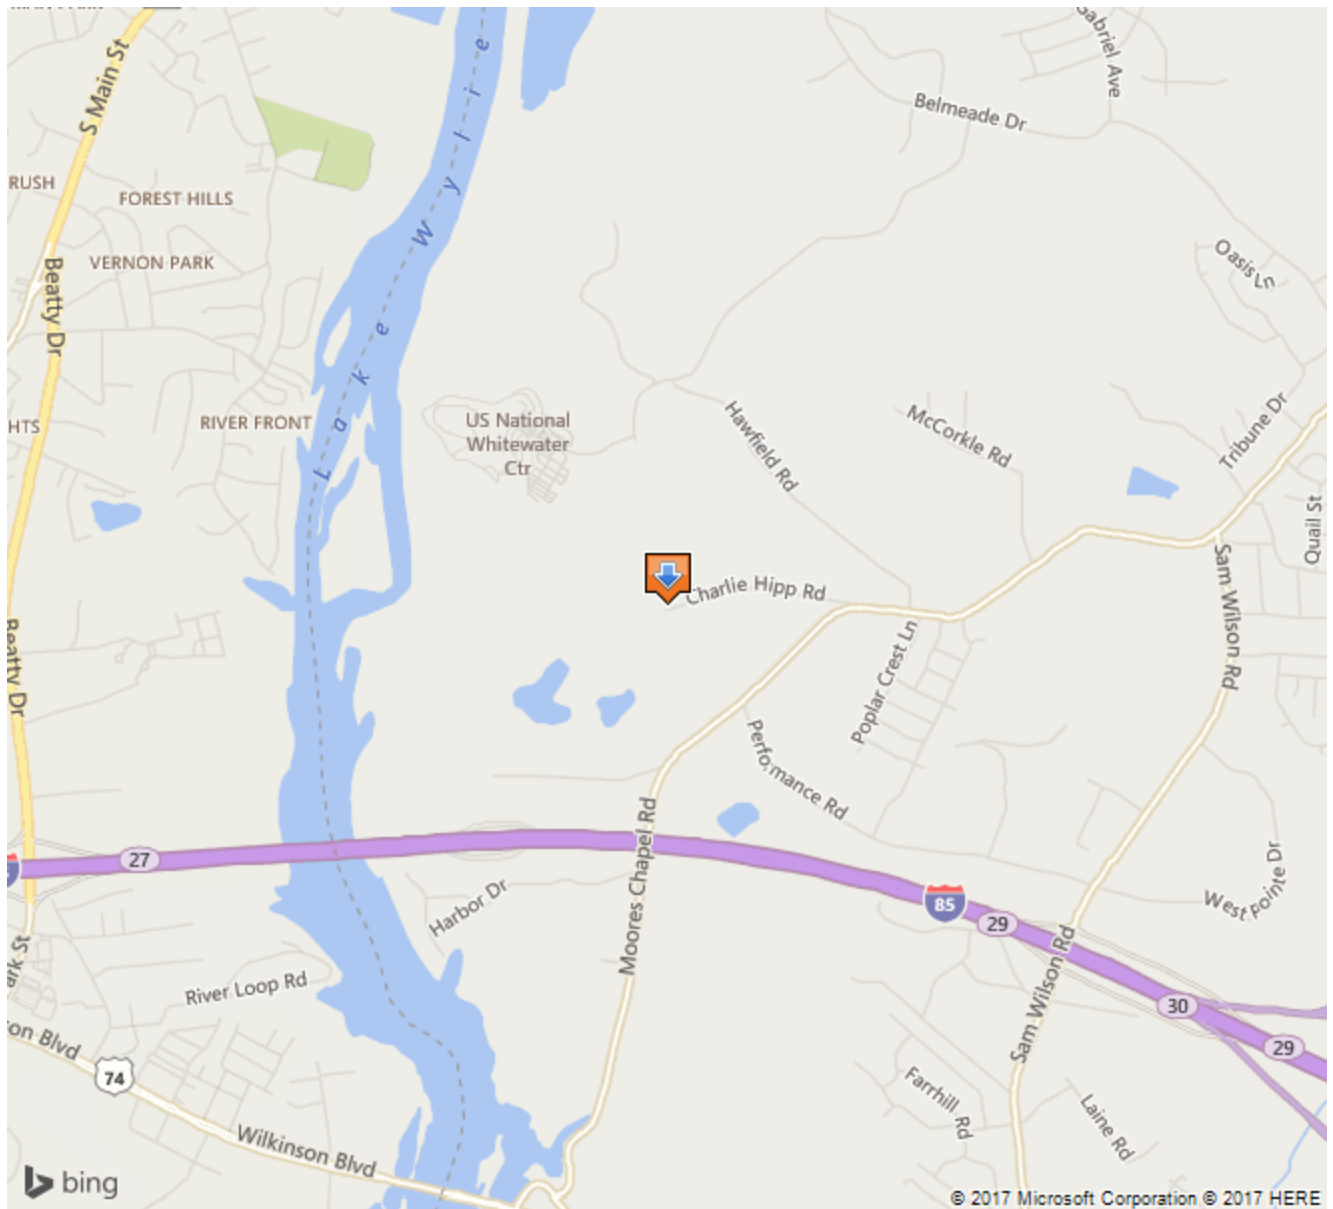 S Main St
Gabriel Ave
Belmeade Dr
RUSH
FOREST HILLS
VERNON PARK
Lake Wylie
Oasis Ln
Beatty Dr
HTS
RIVER FRONT
US National
Whitewater
Ctr
Hawfield Rd
McCorkle Rd
Tribune Dr
Quail St
Charlie Hipp Rd
Sam Wilson Rd
Beatty Dr
Poplar Crest Ln
Performance Rd
Moores Chapel Rd
27
85
29
West Pointe Dr
Harbor Dr
ark St
River Loop Rd
Sam Wilson Rd
30
29
son Blvd
74
Farrhill Rd
Laine Rd
Wilkinson Blvd
bing
© 2017 Microsoft Corporation © 2017 HERE